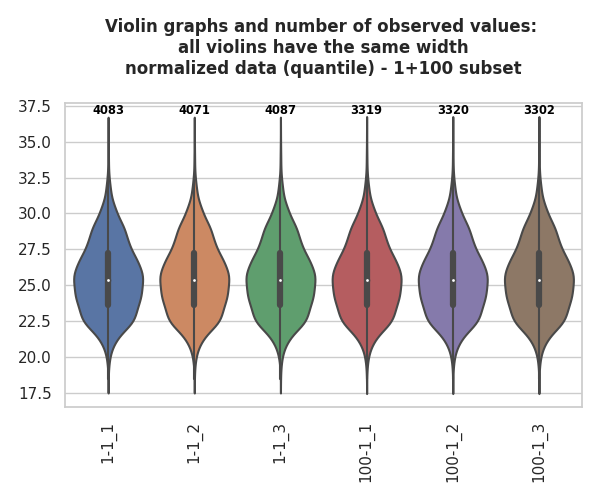 Violin graphs and number of observed values:
all violins have the same width
normalized data (quantile) - 1+100 subset
4083 4071 4087 3319 3320 3302
37.5
35.0
32.5
30.0
27.5
25.0
22.5
20.0
17.5
1-1_1 1-1_2 1-1_3 100-1_1 100-1_2 100-1_3